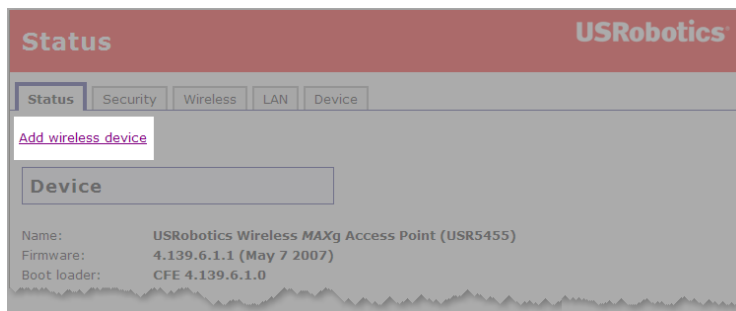 Status USRobotics
Status Security Wireless LAN Device
Add wireless device
Device
Name: USRobotics Wireless MAXg Access Point (USR5455)
Firmware: 4.139.6.1.1 (May 7 2007)
Boot loader: CFE 4.139.6.1.0